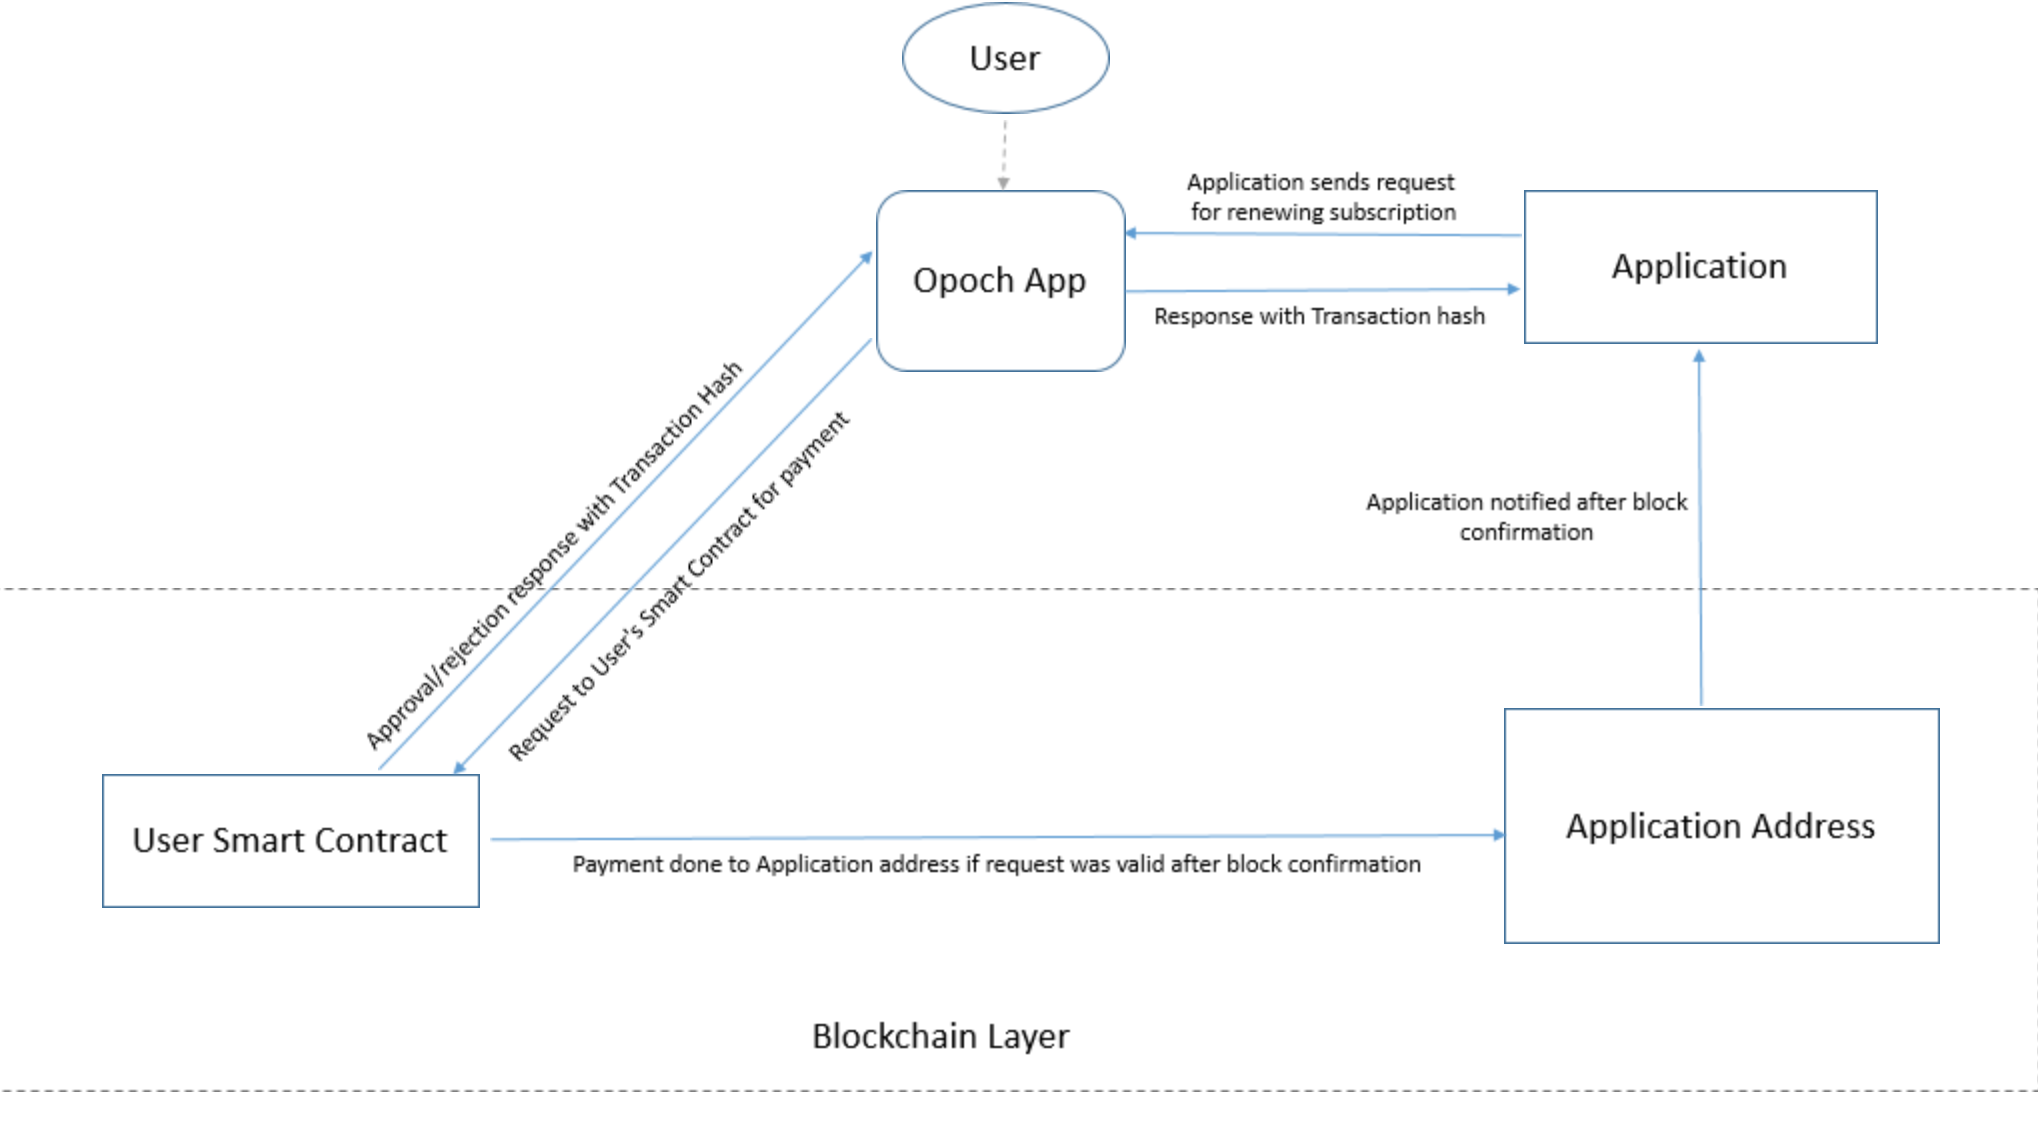 User
Application sends request
for renewing subscription
Opoch App
Application
Response with Transaction hash
Approval/rejection response with Transaction Hash
Request to User's Smart Contract for payment
Application notified after block
confirmation
User Smart Contract
Application Address
Payment done to Application address if request was valid after block confirmation
Blockchain Layer